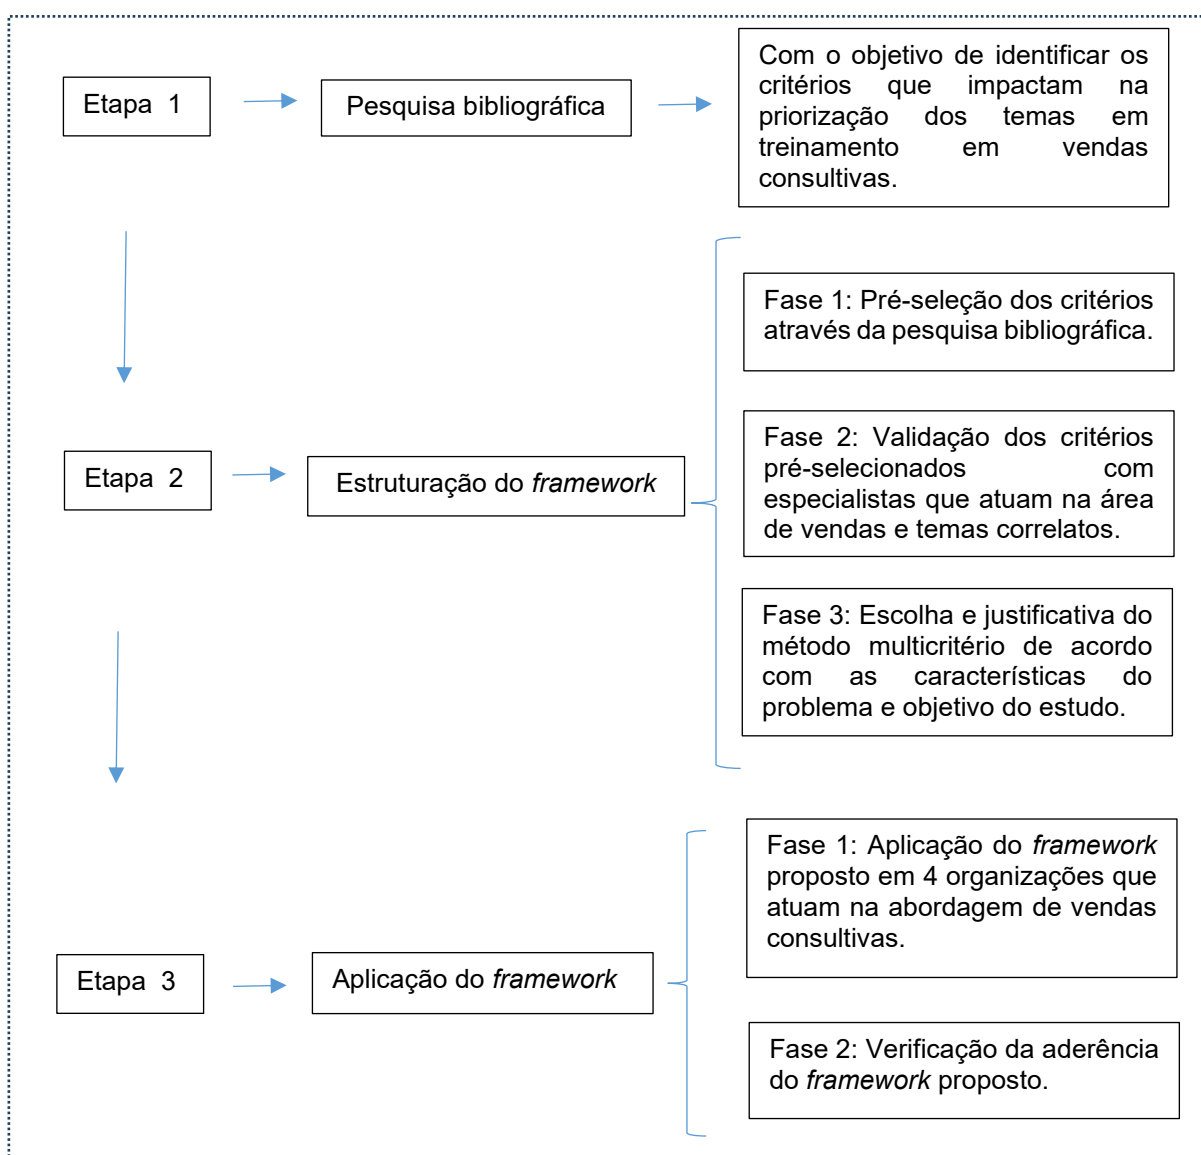 Etapa 1
Pesquisa bibliográfica
Com o objetivo de identificar os
critérios que impactam na
priorização dos temas em
treinamento em vendas
consultivas.
Etapa 2
Estruturação do framework
Fase 1: Pré-seleção dos critérios
através da pesquisa bibliográfica.
Fase 2: Validação dos critérios
pré-selecionados com
especialistas que atuam na área
de vendas e temas correlatos.
Fase 3: Escolha e justificativa do
método multicritério de acordo
com as características do
problema e objetivo do estudo.
Etapa 3
Aplicação do framework
Fase 1: Aplicação do framework
proposto em 4 organizações que
atuam na abordagem de vendas
consultivas.
Fase 2: Verificação da aderência
do framework proposto.